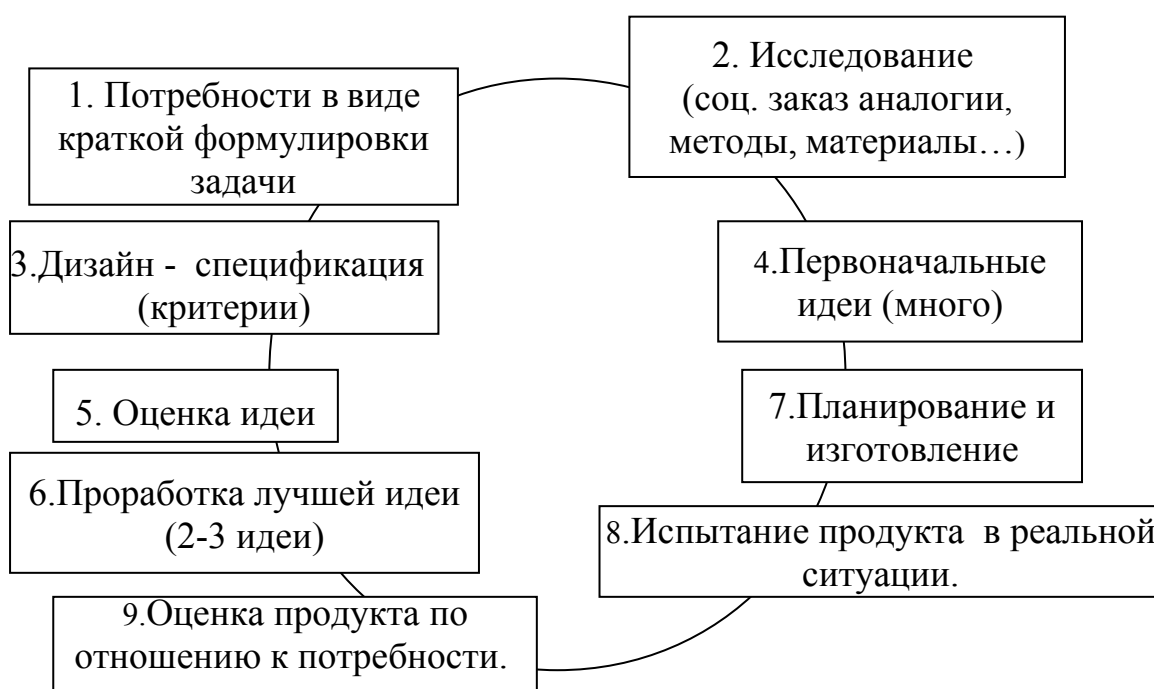 1. Потребности в виде
краткой формулировки
задачи
2. Исследование
(соц. заказ аналогии,
методы, материалы…)
3.Дизайн - спецификация
(критерии)
4.Первоначальные
идеи (много)
5. Оценка идеи
6.Проработка лучшей идеи
(2-3 идеи)
7.Планирование и
изготовление
8.Испытание продукта в реальной
ситуации.
9.Оценка продукта по
отношению к потребности.